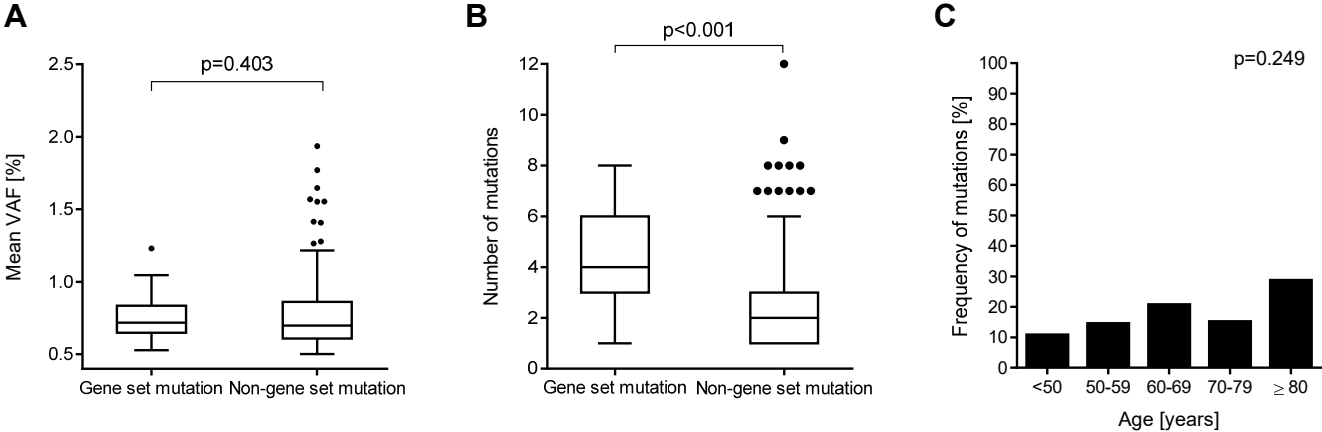 A
p=0.403
Mean VAF [%]
2.5
2.0
1.5
1.0
0.5
Gene set mutation Non-gene set mutation
B
p<0.001
Number of mutations
12
10
8
6
4
2
0
Gene set mutation Non-gene set mutation
C
p=0.249
Frequency of mutations [%]
100
90
80
70
60
50
40
30
20
10
0
<50 50-59 60-69 70-79 ≥ 80
Age [years]